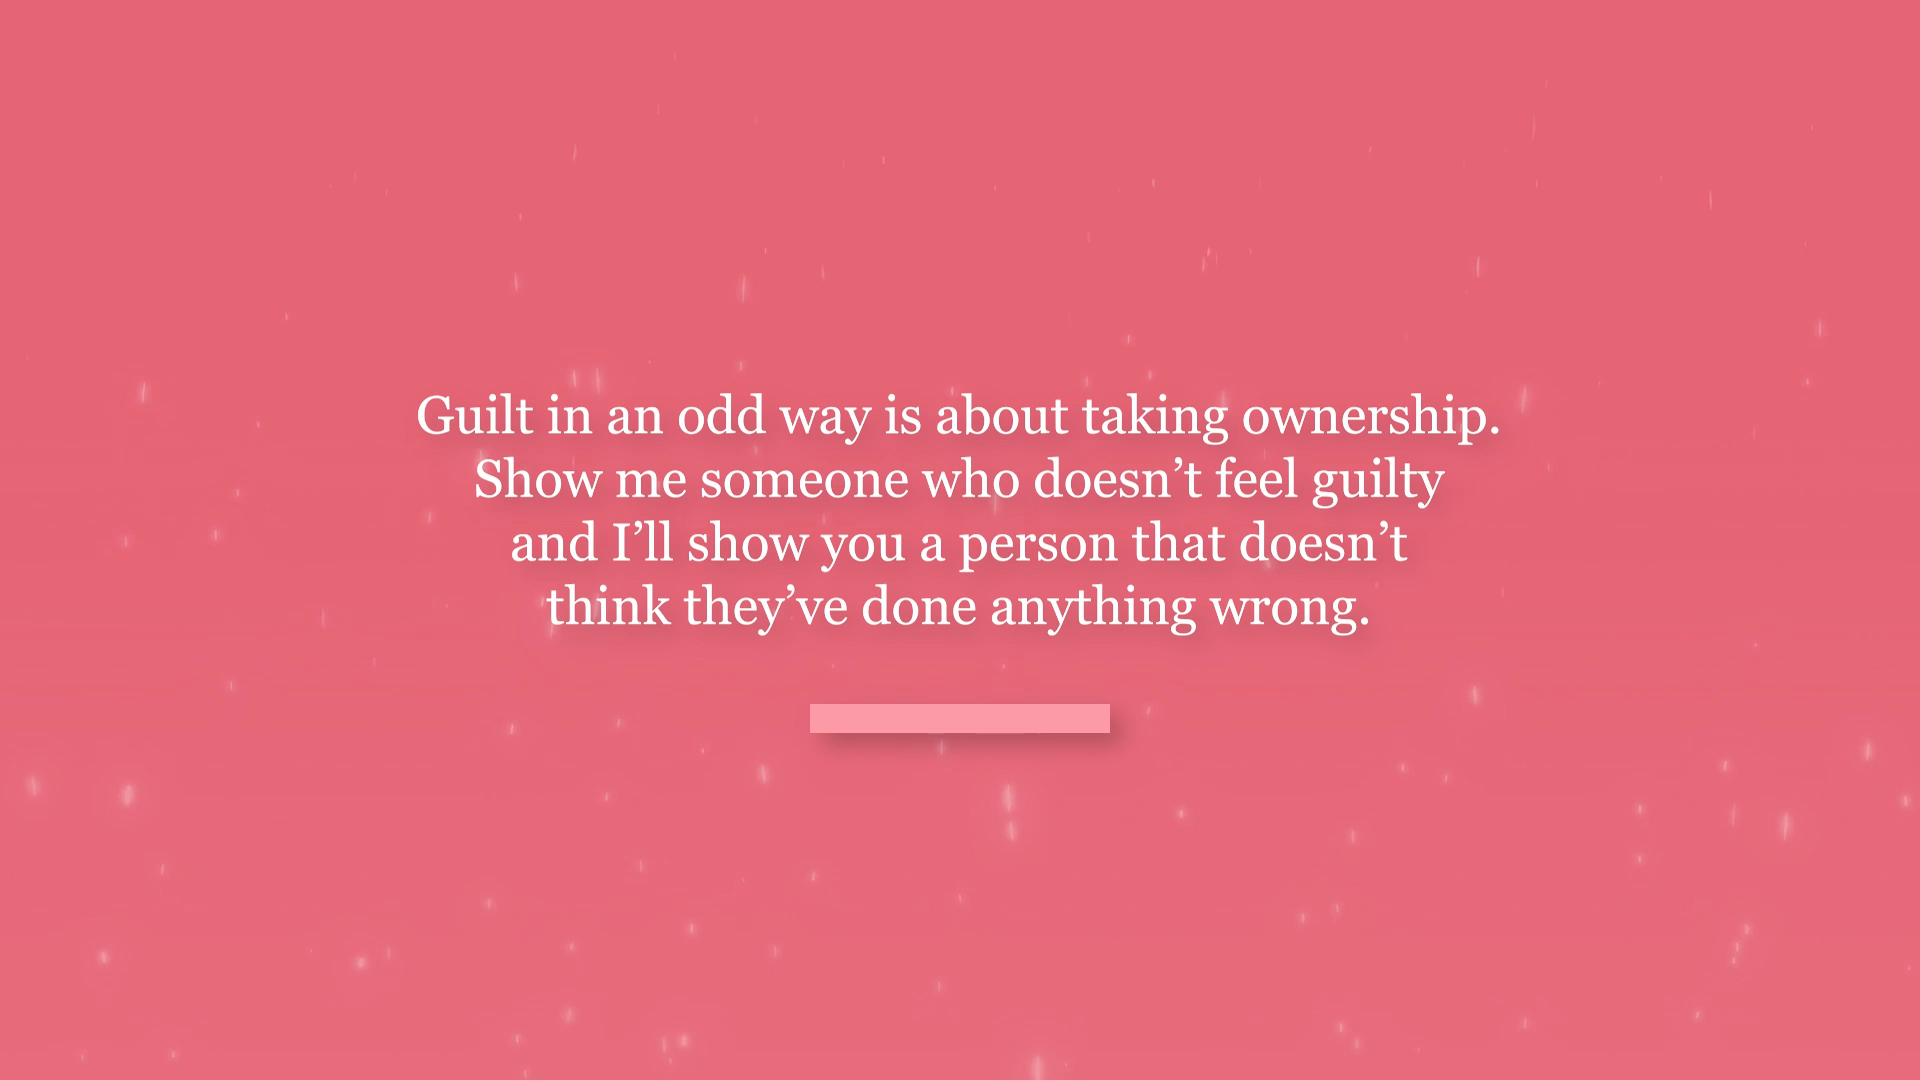 Guilt in an odd way is about taking ownership.
Show me someone who doesn’t feel guilty
and I’ll show you a person that doesn’t
think they’ve done anything wrong.